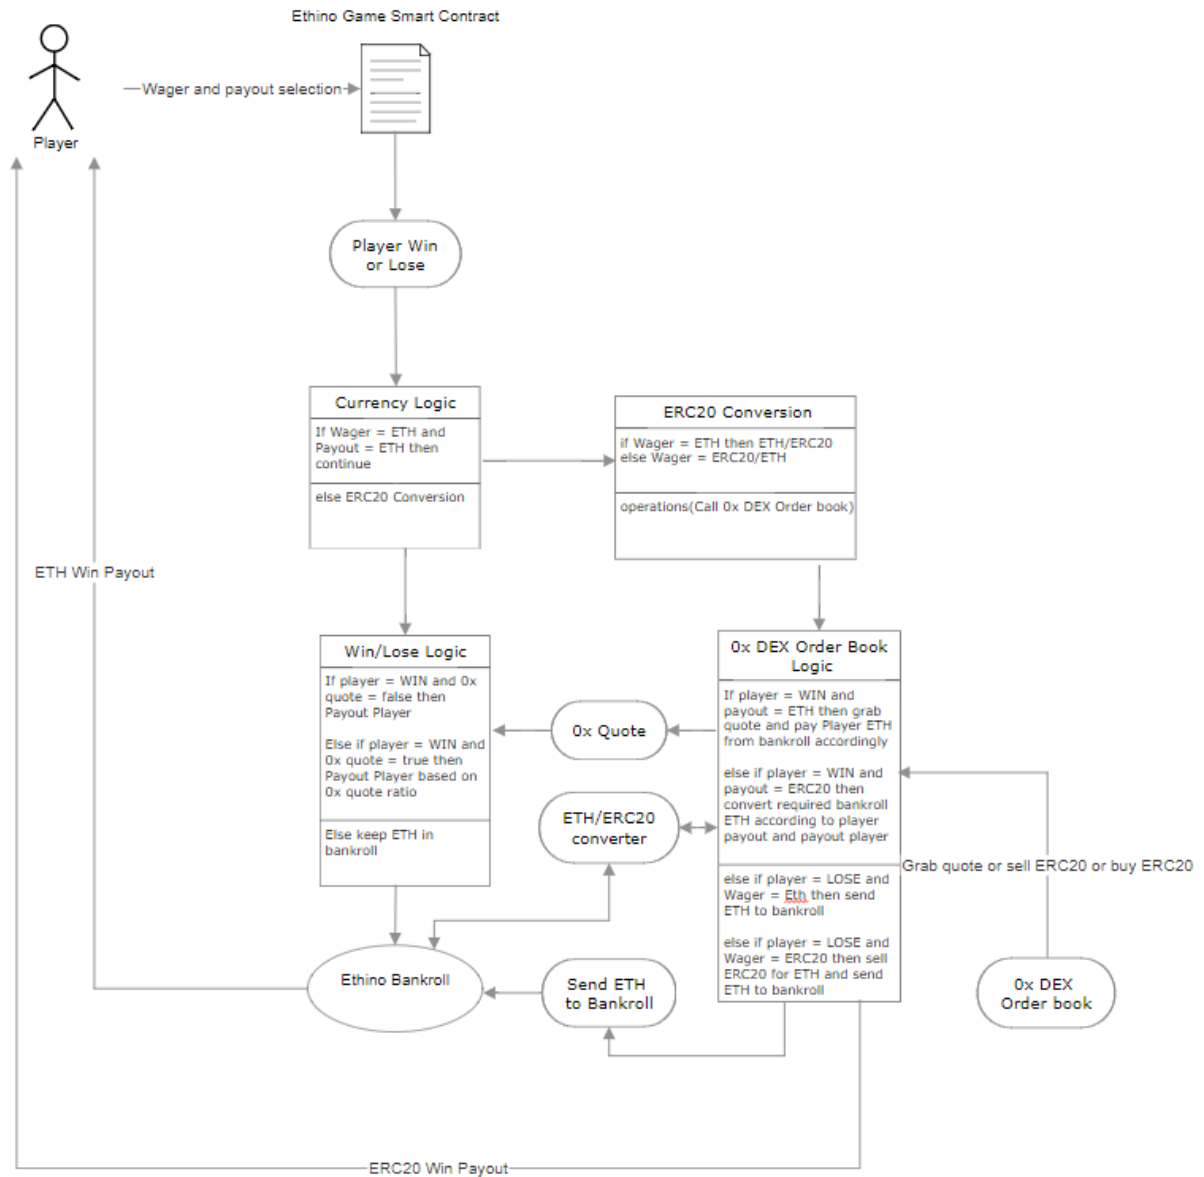 Ethino Game Smart Contract
Wager and payout selection
Player
Player Win
or Lose
Currency Logic
If Wager = ETH and
Payout = ETH then
continue
else ERC20 Conversion
ERC20 Conversion
if Wager = ETH then ETH/ERC20
else Wager = ERC20/ETH
operations(Call 0x DEX Order book)
ETH Win Payout
Win/Lose Logic
If player = WIN and 0x
quote = false then
Payout Player
Else if player = WIN and
0x quote = true then
Payout Player based on
0x quote ratio
Else keep ETH in
bankroll
0x Quote
ETH/ERC20
converter
0x DEX Order Book
Logic
If player = WIN and
payout = ETH then grab
quote and pay Player ETH
from bankroll accordingly
else if player = WIN and
payout = ERC20 then
convert required bankroll
ETH according to player
payout and payout player
else if player = LOSE and
Wager = Eth then send
ETH to bankroll
else if player = LOSE and
Wager = ERC20 then sell
ERC20 for ETH and send
ETH to bankroll
Grab quote or sell ERC20 or buy ERC20
Ethino Bankroll
Send ETH
to Bankroll
0x DEX
Order book
ERC20 Win Payout